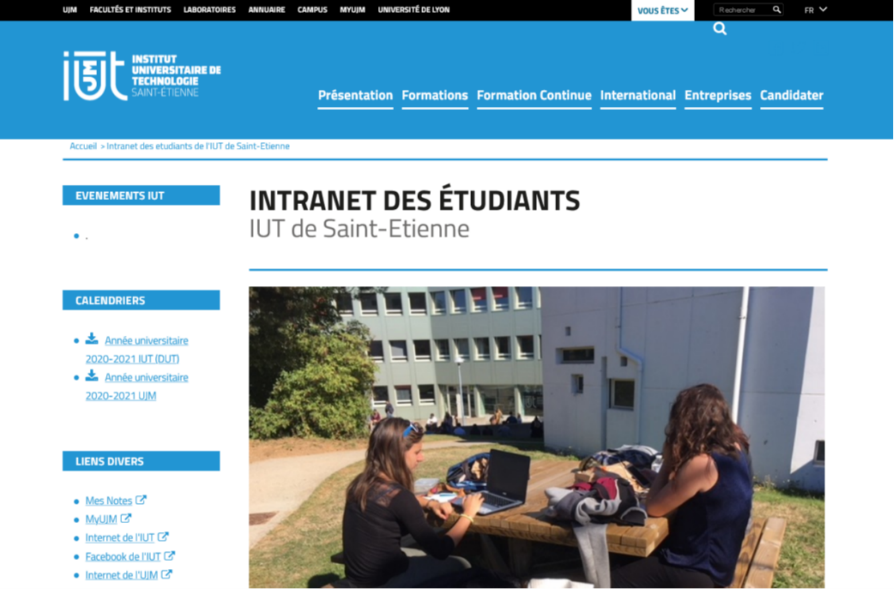 UJM FACULTÉS ET INSTITUTS LABORATOIRES ANNUAIRE CAMPUS MYUJM UNIVERSITÉ DE LYON VOUS ÊTES Rechercher FR
iut INSTITUT
UNIVERSITAIRE DE
TECHNOLOGIE
SAINT-ÉTIENNE
Présentation Formations Formation Continue International Entreprises Candidater
Accueil > Intranet des etudiants de l'IUT de Saint-Etienne
EVENEMENTS IUT
.
CALENDRIERS
Année universitaire
2020-2021 IUT (DUT)
Année universitaire
2020-2021 UJM
LIENS DIVERS
Mes Notes
MyUJM
Internet de l'IUT
Facebook de l'IUT
Internet de l'UJM
INTRANET DES ÉTUDIANTS
IUT de Saint-Etienne